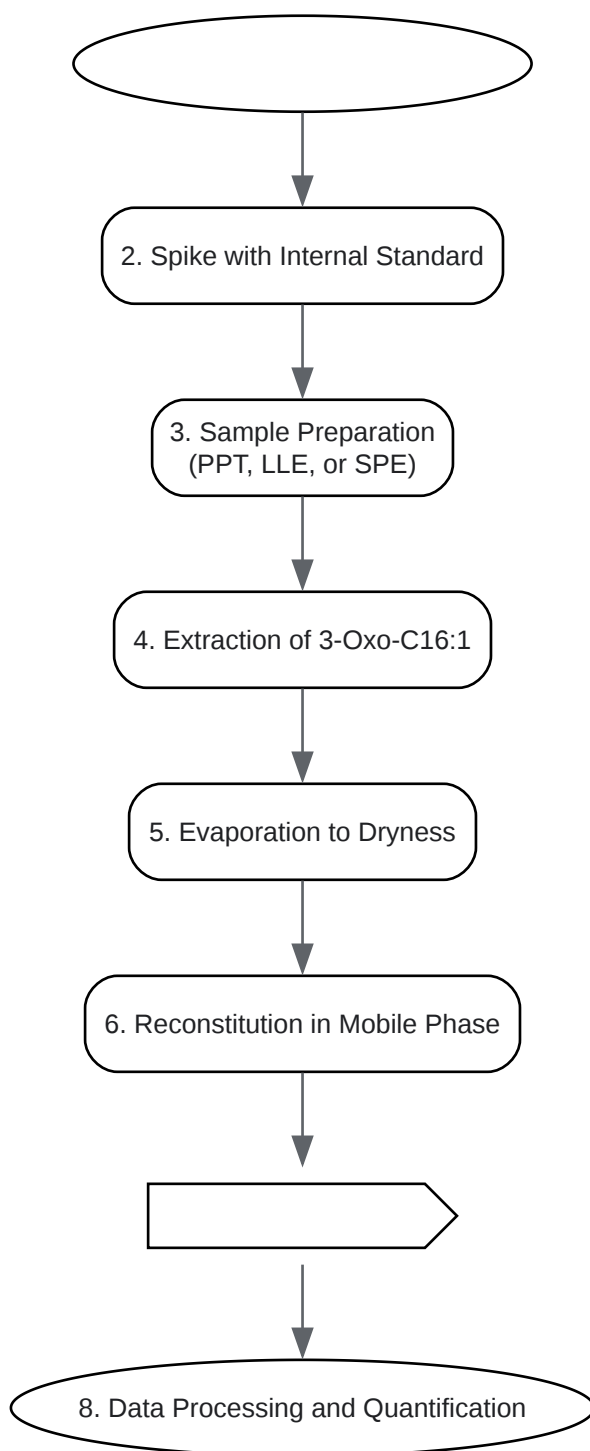 2. Spike with Internal Standard
3. Sample Preparation
(PPT, LLE, or SPE)
4. Extraction of 3-Oxo-C16:1
5. Evaporation to Dryness
6. Reconstitution in Mobile Phase
8. Data Processing and Quantification